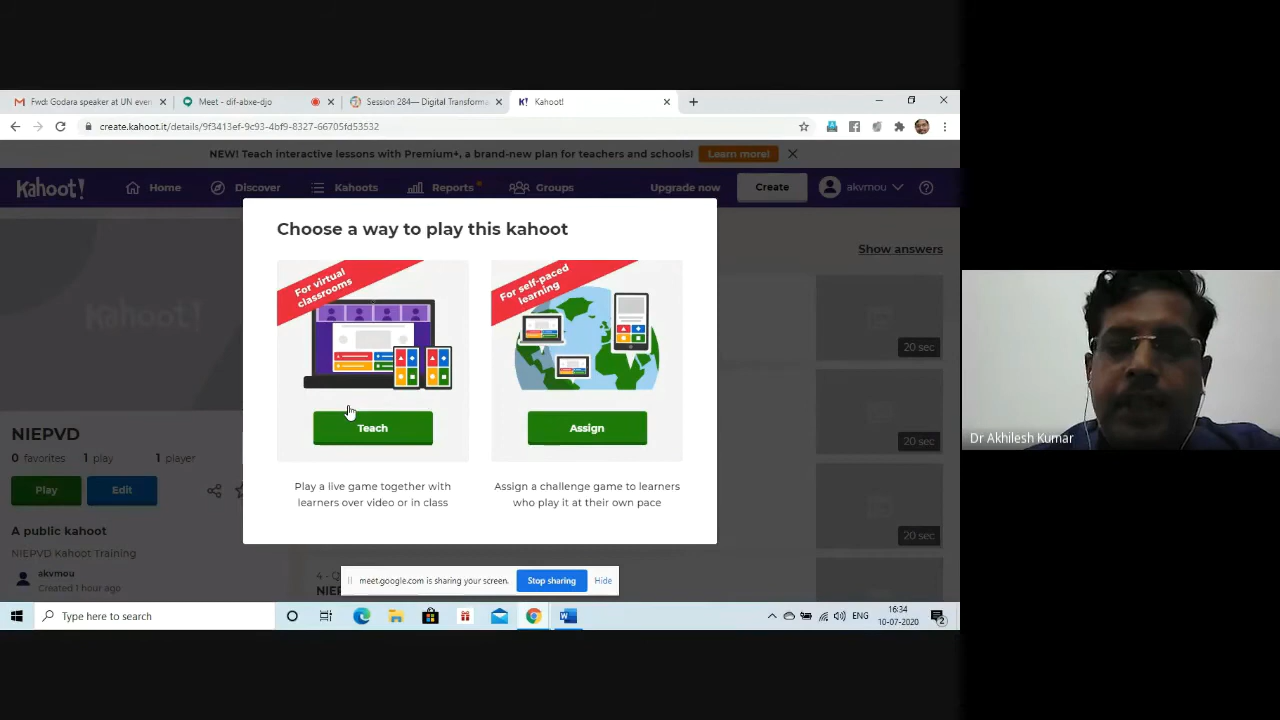 Fwd: Godara speaker at UN even
Meet - dif-abxe-djo
Session 284— Digital Transforma
Kahoot!
create.kahoot.it/details/9f3413ef-9c93-4bf9-8327-66705fd53532
NEW! Teach interactive lessons with Premium+, a brand-new plan for teachers and schools! Learn more!
Kahoot! Home Discover Kahoots Reports Groups Upgrade now Create akvmou
Choose a way to play this kahoot
Show answers
For virtual
classrooms
For self-paced
learning
Kahoot!
20 sec
Teach
Assign
NIEPVD
20 sec
0 favorites 1 play 1 player
Play a live game together with
learners over video or in class
Assign a challenge game to learners
who play it at their own pace
Play Edit
A public kahoot
20 sec
NIEPVD Kahoot Training
akvmou
Created 1 hour ago
4 - Q
NIE
meet.google.com is sharing your screen. Stop sharing Hide
Type here to search
ENG
16:34
10-07-2020
2
Dr Akhilesh Kumar